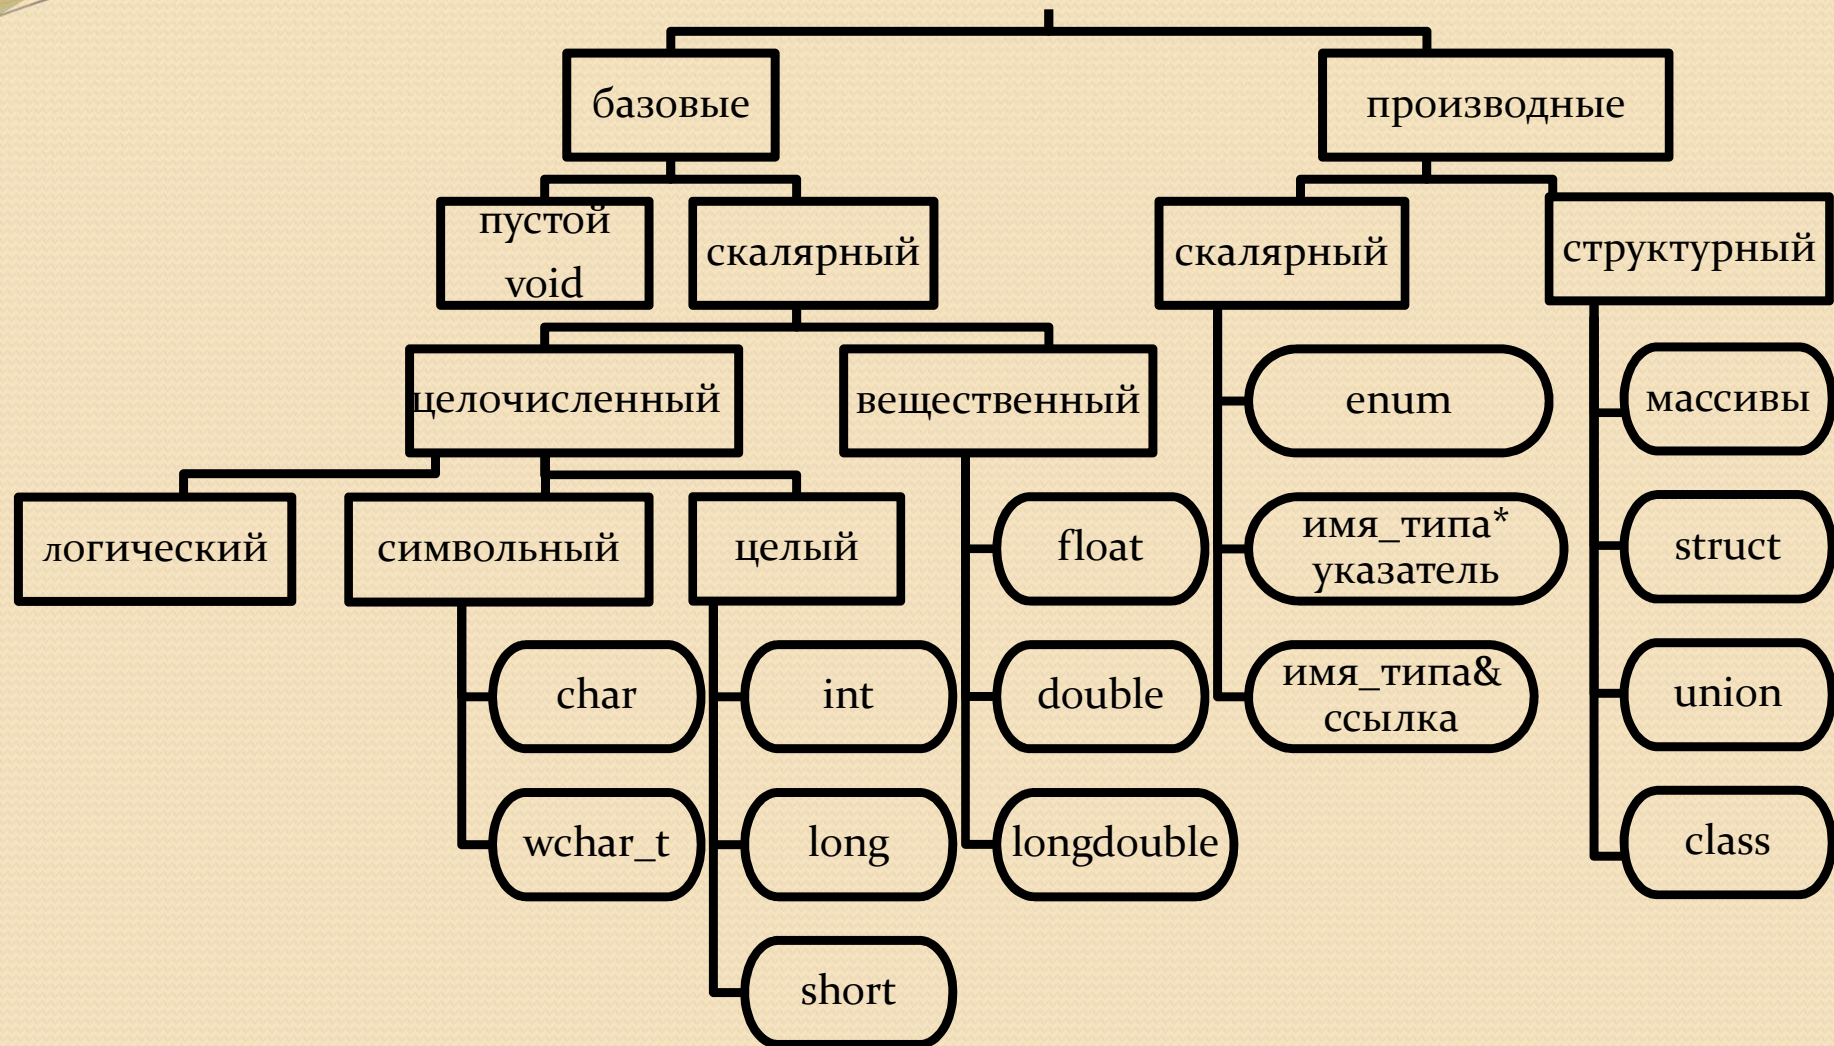 базовые
производные
пустой
void
скалярный
скалярный
структурный
целочисленный
вещественный
enum
массивы
логический
символьный
целый
float
имя_типа*
указатель
struct
char
int
double
имя_типа&
ссылка
union
wchar_t
long
longdouble
class
short